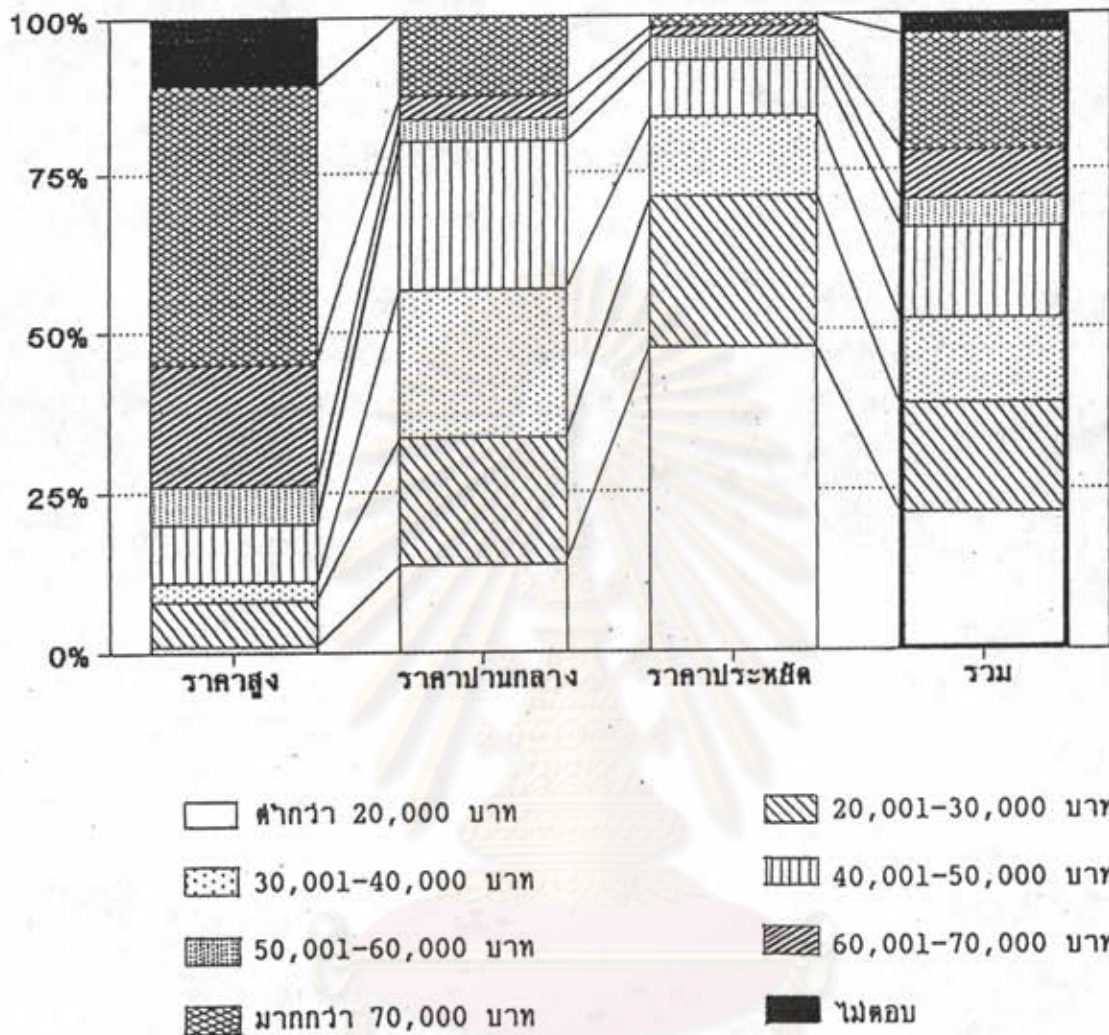 100%
75%
50%
25%
0%
ราคาสูง ราคาปานกลาง ราคาประหยัด รวม
ต่ำกว่า 20,000 บาท 20,001-30,000 บาท
30,001-40,000 บาท 40,001-50,000 บาท
50,001-60,000 บาท 60,001-70,000 บาท
มากกว่า 70,000 บาท ไม่ตอบ